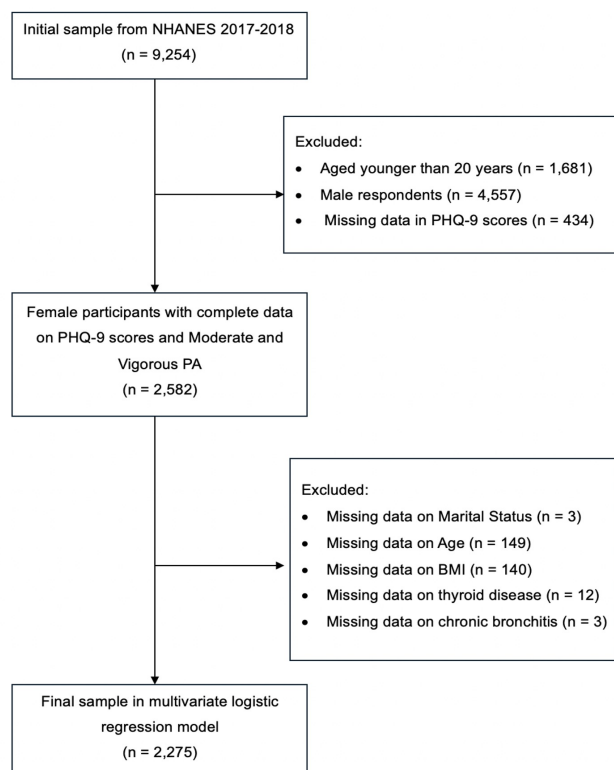 Initial sample from NHANES 2017-2018
(n = 9,254)
Excluded:
• Aged younger than 20 years (n = 1,681)
• Male respondents (n = 4,557)
• Missing data in PHQ-9 scores (n = 434)
Female participants with complete data
on PHQ-9 scores and Moderate and
Vigorous PA
(n = 2,582)
Excluded:
• Missing data on Marital Status (n = 3)
• Missing data on Age (n = 149)
• Missing data on BMI (n = 140)
• Missing data on thyroid disease (n = 12)
• Missing data on chronic bronchitis (n = 3)
Final sample in multivariate logistic
regression model
(n = 2,275)